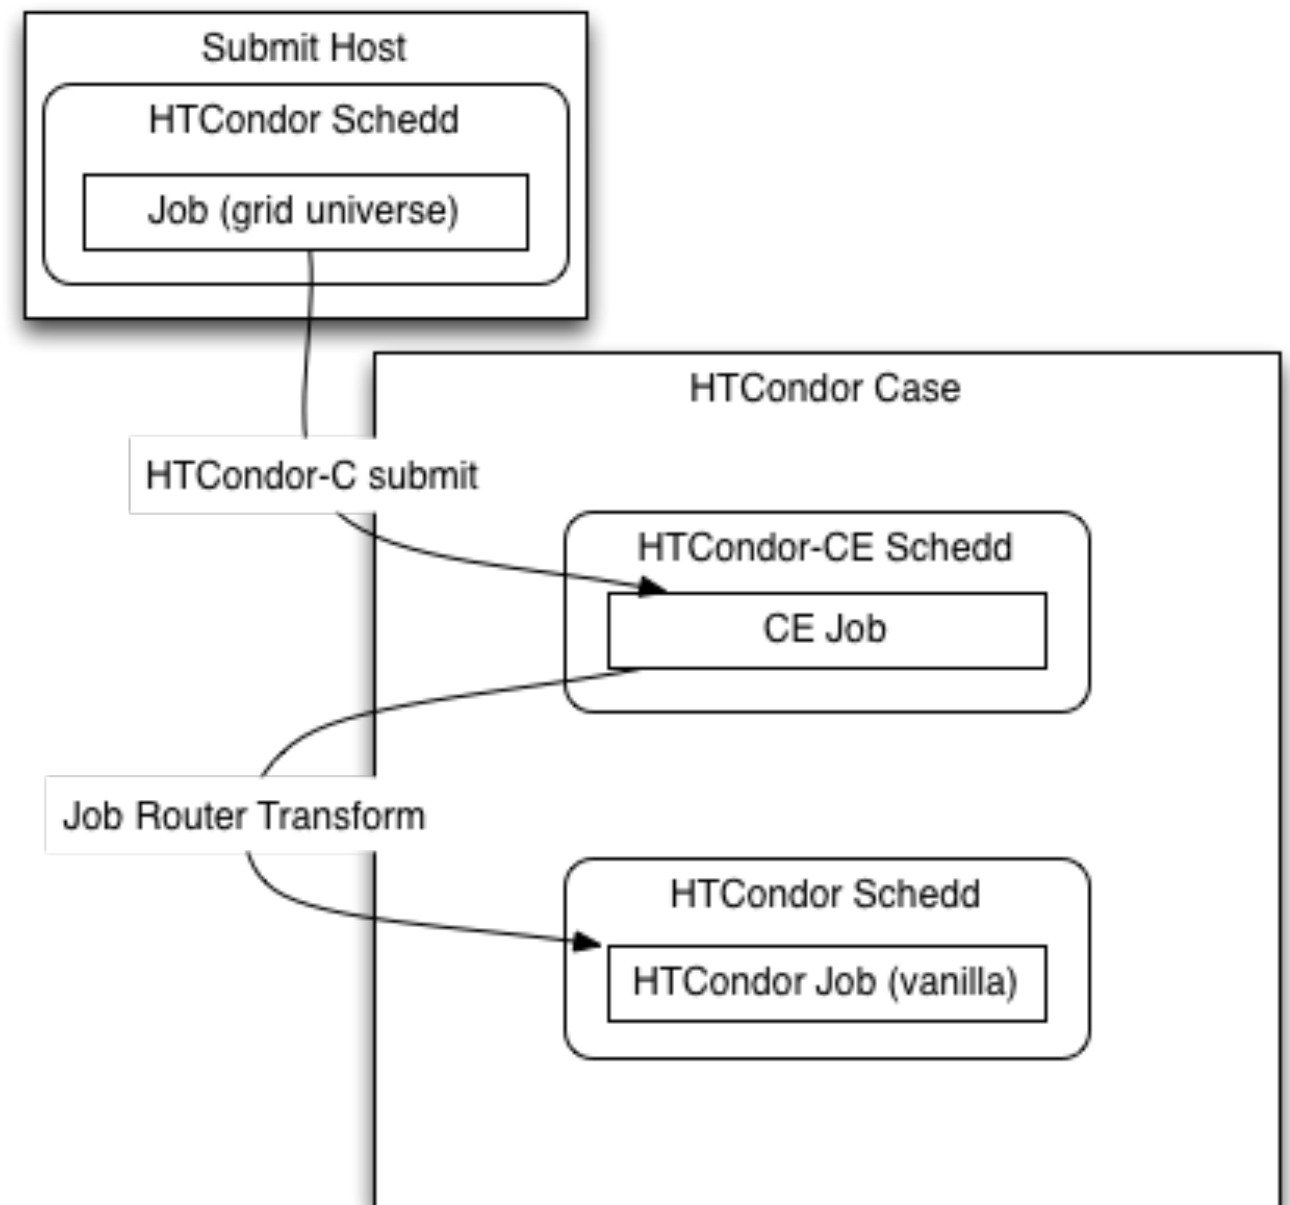 Submit Host
HTCondor Schedd
Job (grid universe)
HTCondor Case
HTCondor-C submit
HTCondor-CE Schedd
CE Job
Job Router Transform
HTCondor Schedd
HTCondor Job (vanilla)